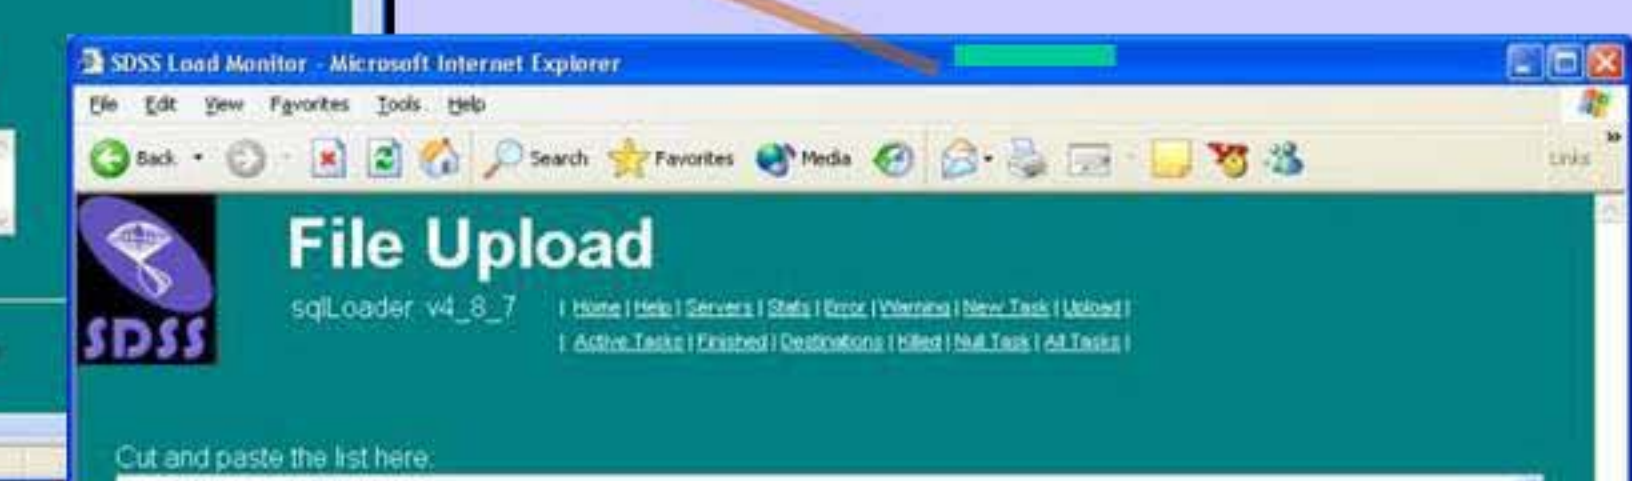 SDSS Load Monitor - Microsoft Internet Explorer
File Edit View Favorites Tools Help
Back Search Favorites Media Links
File Upload
sqlLoader v4_8_7 | Home | Help | Servers | Stats | Error | Warning | New Task | Upload |
| Active Tasks | Finished | Destinations | Killed | Null Task | All Tasks |
SDSS
Cut and paste the list here: